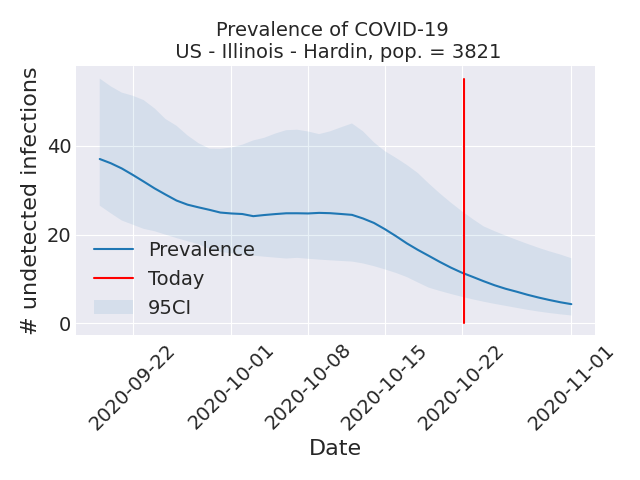 Prevalence of COVID-19
US - Illinois - Hardin, pop. = 3821
# undetected infections
40
20
0
Prevalence
Today
95CI
2020-09-22
2020-10-01
2020-10-08
2020-10-15
2020-10-22
2020-11-01
Date